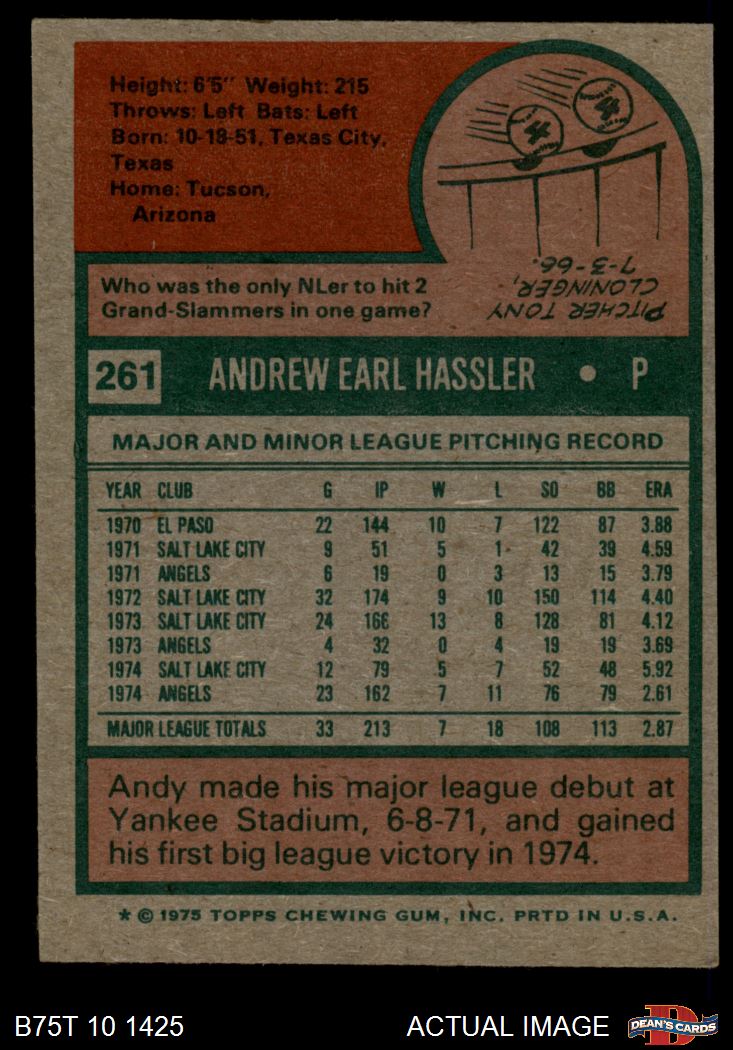 Height: 6'5" Weight: 215
Throws: Left Bats: Left
Born: 10-18-51, Texas City,
Texas
Home: Tucson,
Arizona
4 4
Who was the only NLer to hit 2
Grand-Slammers in one game?
PITCHER TONY
CLONINGER,
7-3-66.
261 ANDREW EARL HASSLER • P
MAJOR AND MINOR LEAGUE PITCHING RECORD
YEAR CLUB G IP W L SO BB ERA
1970 EL PASO 22 144 10 7 122 87 3.88
1971 SALT LAKE CITY 9 51 5 1 42 39 4.59
1971 ANGELS 6 19 0 3 13 15 3.79
1972 SALT LAKE CITY 32 174 9 10 150 114 4.40
1973 SALT LAKE CITY 24 166 13 8 128 81 4.12
1973 ANGELS 4 32 0 4 19 19 3.69
1974 SALT LAKE CITY 12 79 5 7 52 48 5.92
1974 ANGELS 23 162 7 11 76 79 2.61
MAJOR LEAGUE TOTALS 33 213 7 18 108 113 2.87
Andy made his major league debut at
Yankee Stadium, 6-8-71, and gained
his first big league victory in 1974.
* © 1975 TOPPS CHEWING GUM, INC. PRTD IN U.S.A.
B75T 10 1425 ACTUAL IMAGE D DEAN'S CARDS